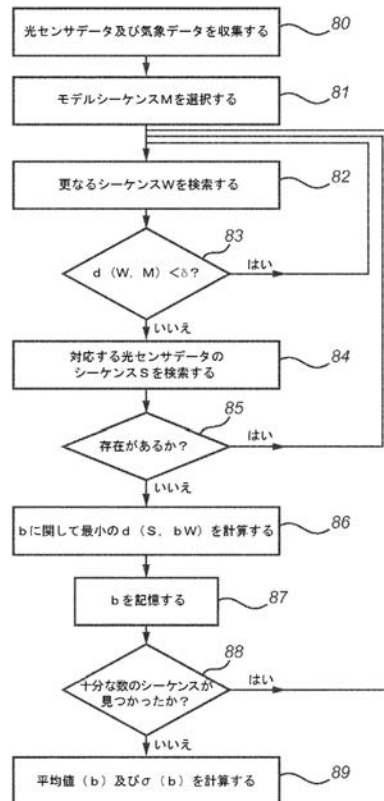 光センサデータ及び気象データを収集する
80
モデルシーケンスMを選択する
81
更なるシーケンスWを検索する
82
83
d（W，M）＜δ？
はい
いいえ
対応する光センサデータの
シーケンスSを検索する
84
85
存在があるか？
はい
いいえ
bに関して最小のd（S，bW）を計算する
86
bを記憶する
87
88
十分な数のシーケンスが
見つかったか？
はい
いいえ
平均値（b）及びσ（b）を計算する
89